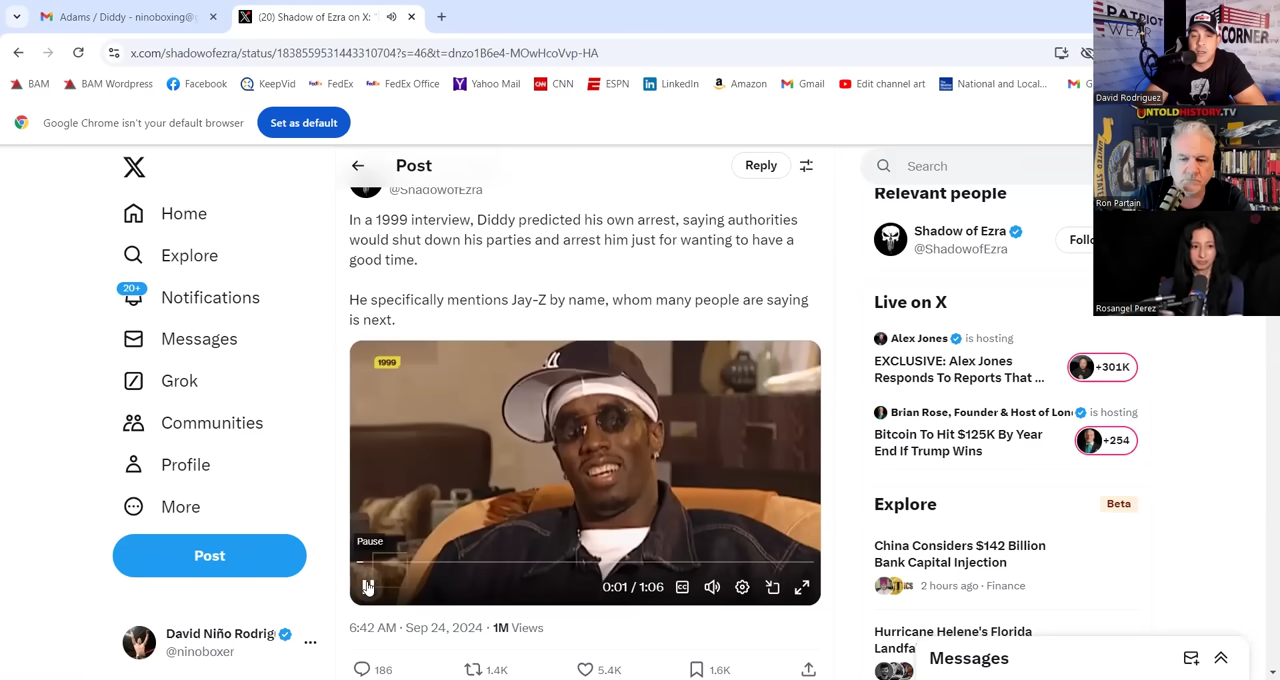 Adams / Diddy - ninoboxing@
(20) Shadow of Ezra on X: "
x.com/shadowofezra/status/1838559531443310704?s=46&t=dnzo1B6e4-MOwHcoVvp-HA
BAM
BAM Wordpress
Facebook
KeepVid
FedEx
FedEx Office
Yahoo Mail
CNN
ESPN
LinkedIn
Amazon
Gmail
Edit channel art
National and Local...
Google Chrome isn't your default browser
Set as default
PATRIOT
WEAR
CORNER
David Rodriguez
UNTOLDHISTORY.TV
UNITED STATE
Ron Partain
Rosangel Perez
Home
Explore
20+
Notifications
Messages
Grok
Communities
Profile
More
Post
David Niño Rodrig
@ninoboxer
Post
Reply
@ShadowofEzra
In a 1999 interview, Diddy predicted his own arrest, saying authorities
would shut down his parties and arrest him just for wanting to have a
good time.
He specifically mentions Jay-Z by name, whom many people are saying
is next.
1999
Pause
0:01 / 1:06
6:42 AM · Sep 24, 2024 · 1M Views
186
1.4K
5.4K
1.6K
Search
Relevant people
Shadow of Ezra
@ShadowofEzra
Follo
Live on X
Alex Jones is hosting
EXCLUSIVE: Alex Jones
Responds To Reports That ...
+301K
Brian Rose, Founder & Host of Lon is hosting
Bitcoin To Hit $125K By Year
End If Trump Wins
+254
Explore
Beta
China Considers $142 Billion
Bank Capital Injection
2 hours ago · Finance
Hurricane Helene's Florida
Landfa
Messages